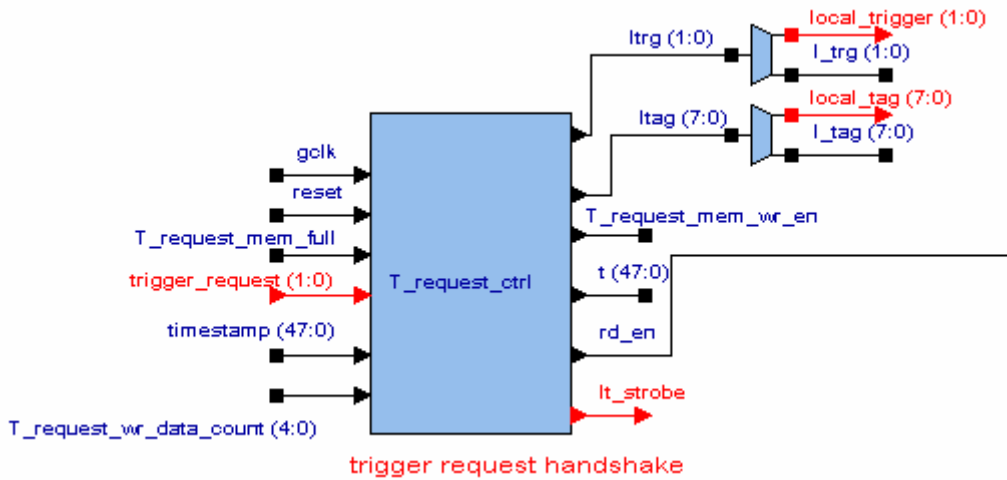 local_trigger (1:0)
ltrg (1:0)
l_trg (1:0)
local_tag (7:0)
ltag (7:0)
l_tag (7:0)
gclk
reset
T_request_mem_wr_en
T_request_mem_full
t (47:0)
trigger_request (1:0)
T_request_ctrl
timestamp (47:0)
rd_en
lt_strobe
T_request_wr_data_count (4:0)
trigger request handshake